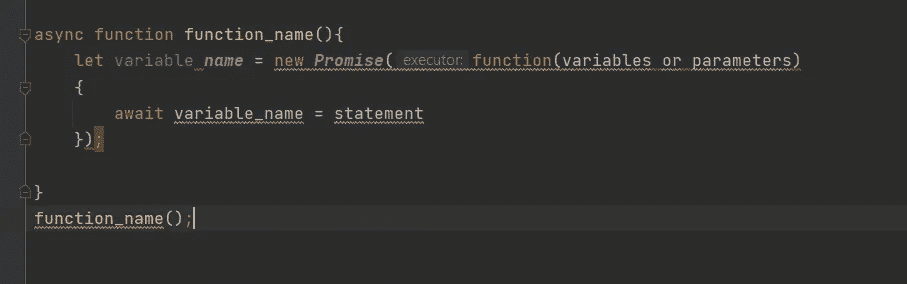 async function function_name(){
let variable_name = new Promise( executor: function(variables or parameters)
{
await variable_name = statement
});
}
function_name();